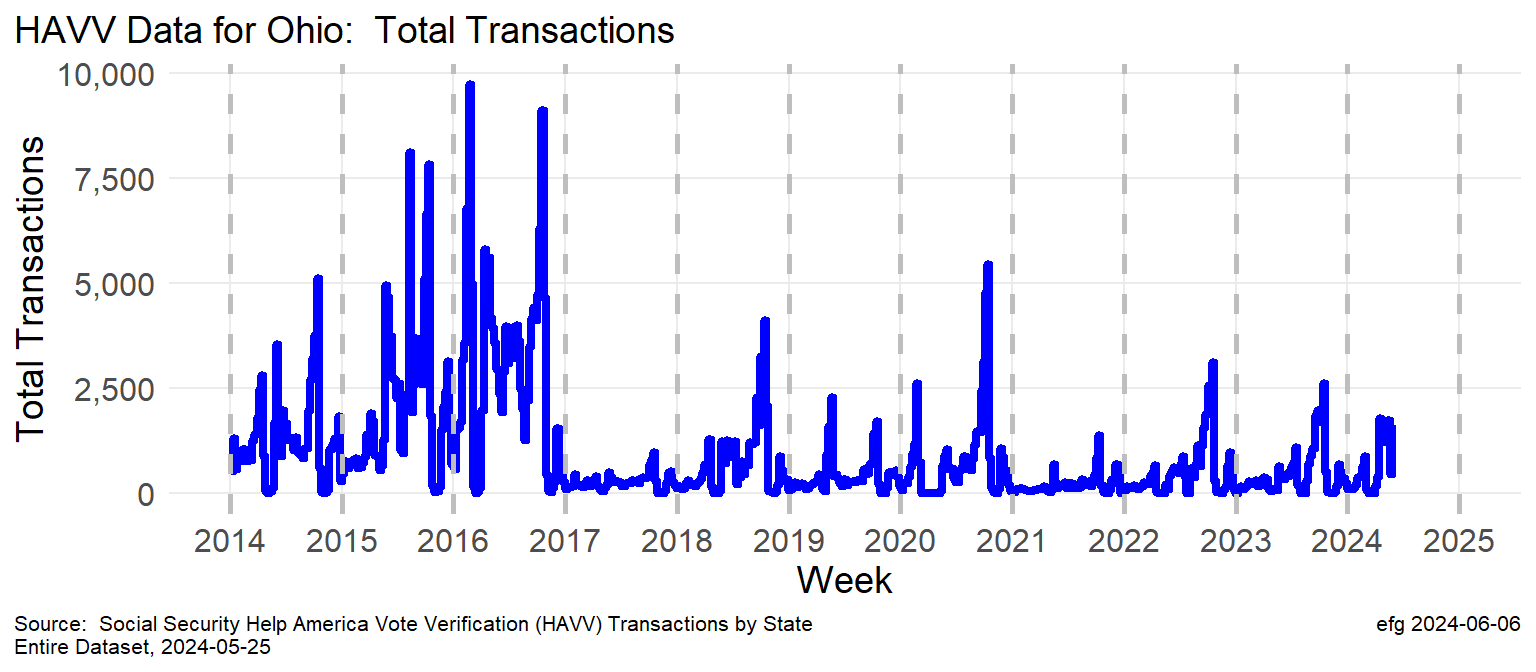 HAVV Data for Ohio:  Total Transactions
10,000
7,500
5,000
2,500
0
Total Transactions
2014 2015 2016 2017 2018 2019 2020 2021 2022 2023 2024 2025
Week
Source:  Social Security Help America Vote Verification (HAVV) Transactions by State
Entire Dataset, 2024-05-25
efg 2024-06-06